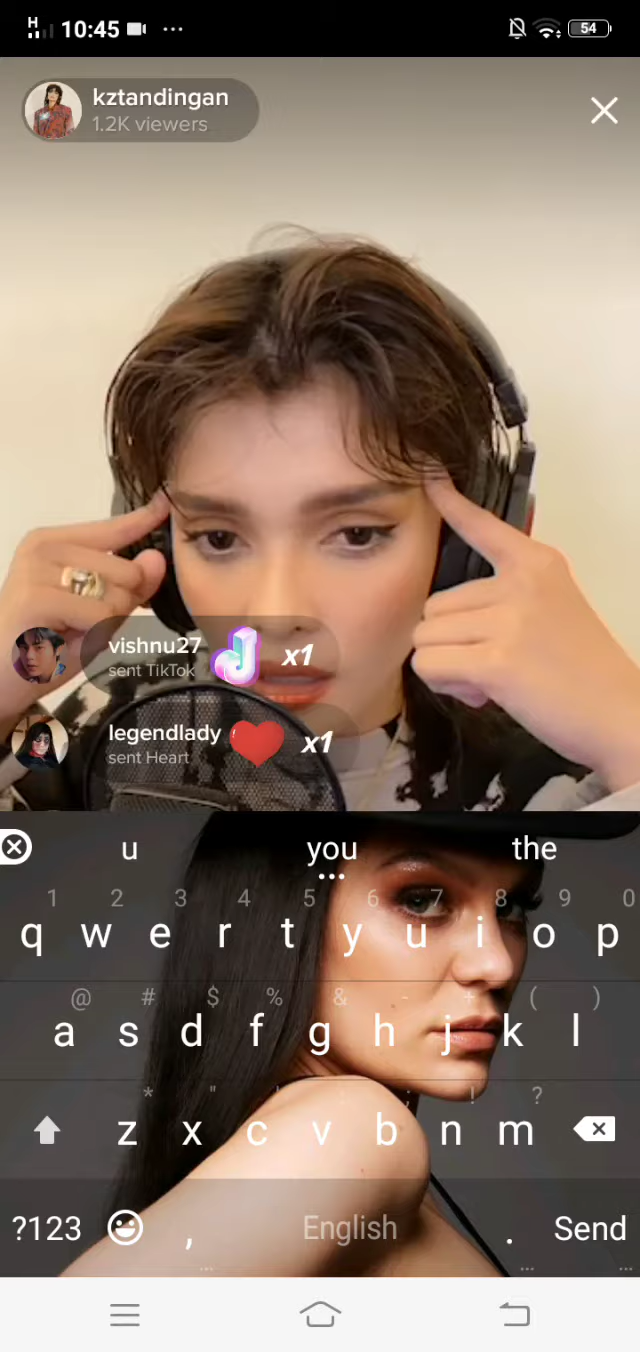 H 10:45 ... 54
kztandingan
1.2K viewers
vishnu27
sent TikTok
x1
legendlady
sent Heart
x1
u you the
1 2 3 4 5 6 7 8 9 0
q w e r t y u i o p
@ # $ % & - + ( )
a s d f g h j k l
* " ' : ; ! ?
z x c v b n m
?123 , English . Send